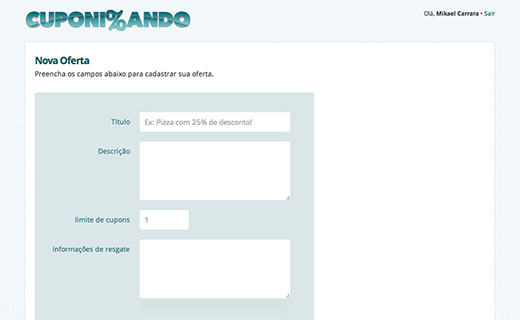 CUPONI%ANDO
Olá, Mikael Carrara • Sair
Nova Oferta
Preencha os campos abaixo para cadastrar sua oferta.
Título
Ex: Pizza com 25% de desconto!
Descrição
limite de cupons
1
Informações de resgate